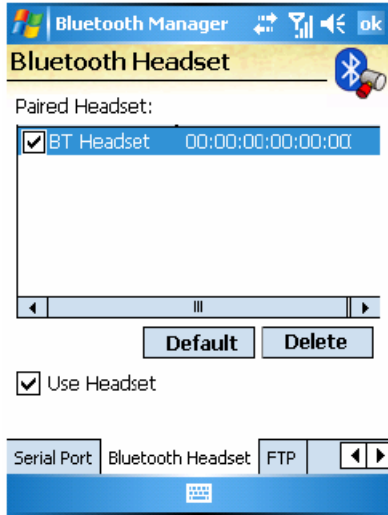 Bluetooth Manager ok
Bluetooth Headset
Paired Headset:
BT Headset 00:00:00:00:00:00
Default Delete
Use Headset
Serial Port Bluetooth Headset FTP